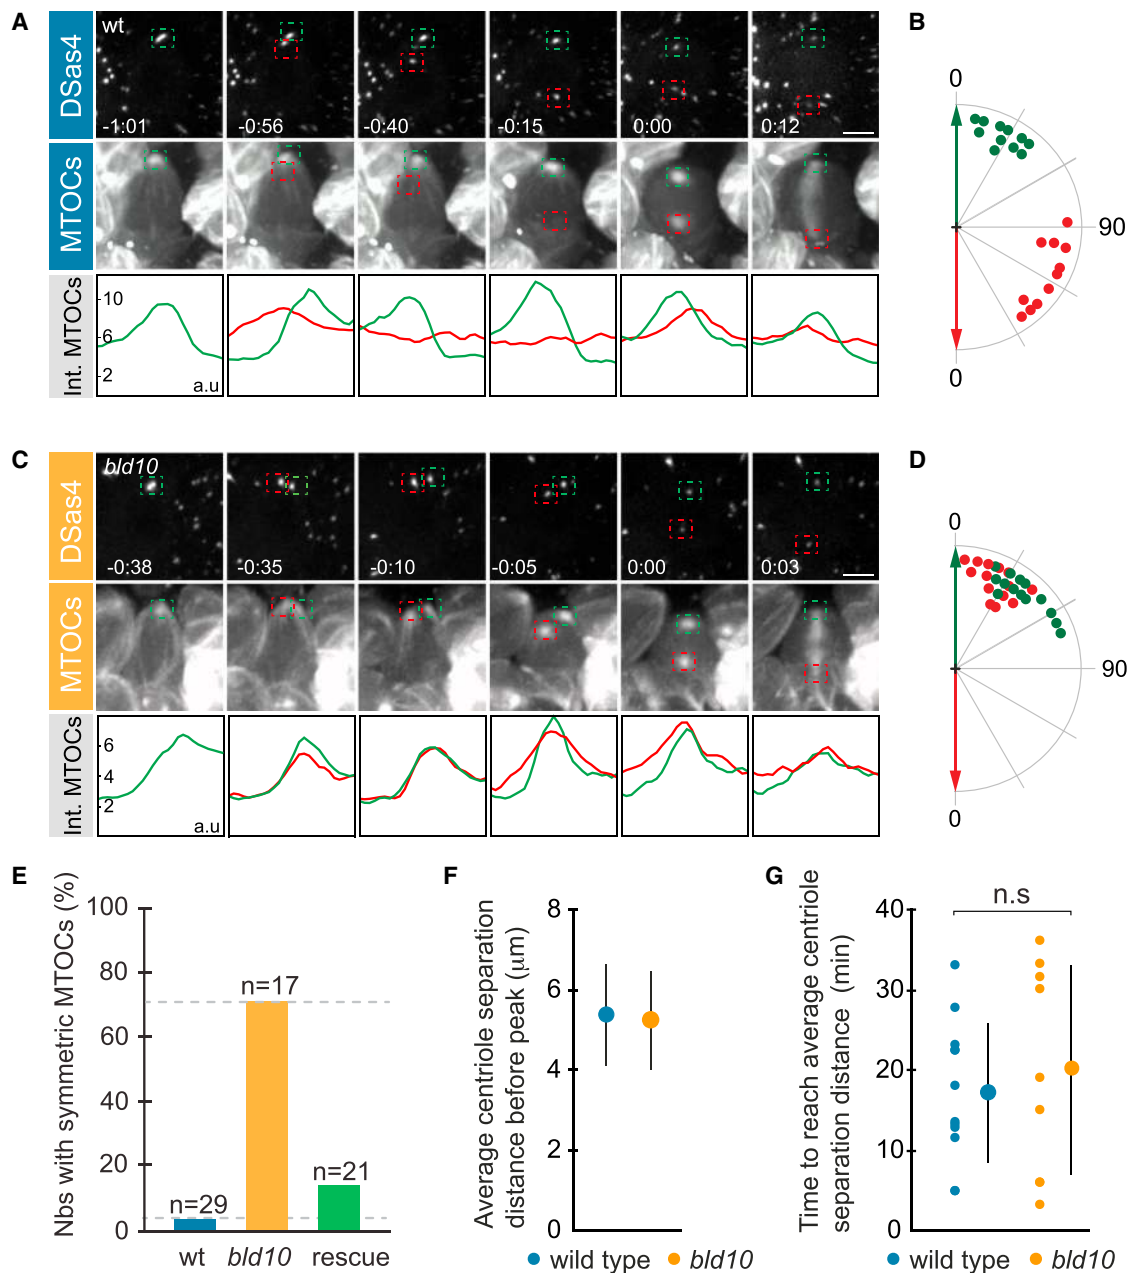 A
B
DSas4
wt
-1:01
-0:56
-0:40
-0:15
0:00
0:12
MTOCs
Int. MTOCs
10
6
2
a.u
0
90
0
C
D
DSas4
bld10
-0:38
-0:35
-0:10
-0:05
0:00
0:03
MTOCs
Int. MTOCs
6
4
2
a.u
0
90
0
E
Nbs with symmetric MTOCs (%)
100
80
60
40
20
0
n=29
n=17
n=21
wt
bld10
rescue
F
Average centriole separation
distance before peak (μm)
8
6
4
2
0
wild type
bld10
G
Time to reach average centriole
separation distance (min)
40
30
20
10
0
n.s
wild type
bld10